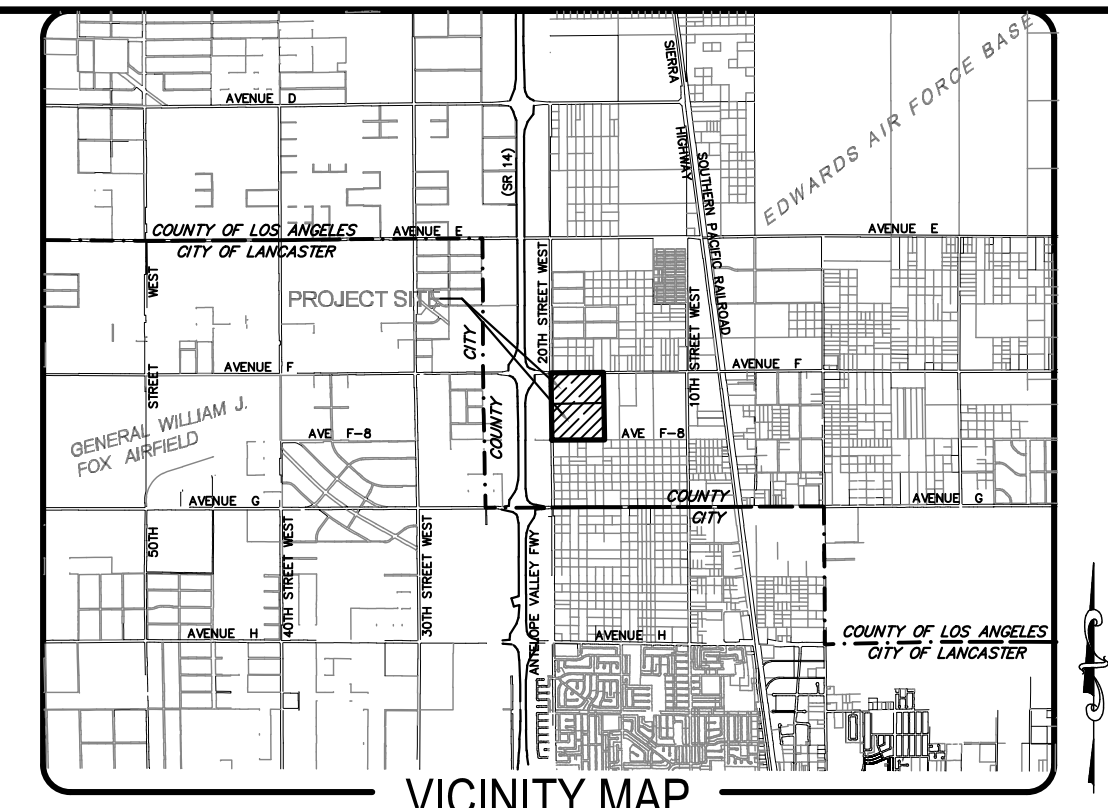 AVENUE D
SIERRA
HIGHWAY
(SR 14)
SOUTHERN PACIFIC RAILROAD
EDWARDS AIR FORCE BASE
COUNTY OF LOS ANGELES
CITY OF LANCASTER
AVENUE E
AVENUE E
WEST
STREET
50TH
PROJECT SITE
CITY
COUNTY
20TH STREET WEST
10TH STREET WEST
AVENUE F
AVENUE F
GENERAL WILLIAM J.
FOX AIRFIELD
AVE F-8
AVE F-8
AVENUE G
COUNTY
CITY
AVENUE G
40TH STREET WEST
30TH STREET WEST
ANTELOPE VALLEY FWY
AVENUE H
AVENUE H
COUNTY OF LOS ANGELES
CITY OF LANCASTER
VICINITY MAP